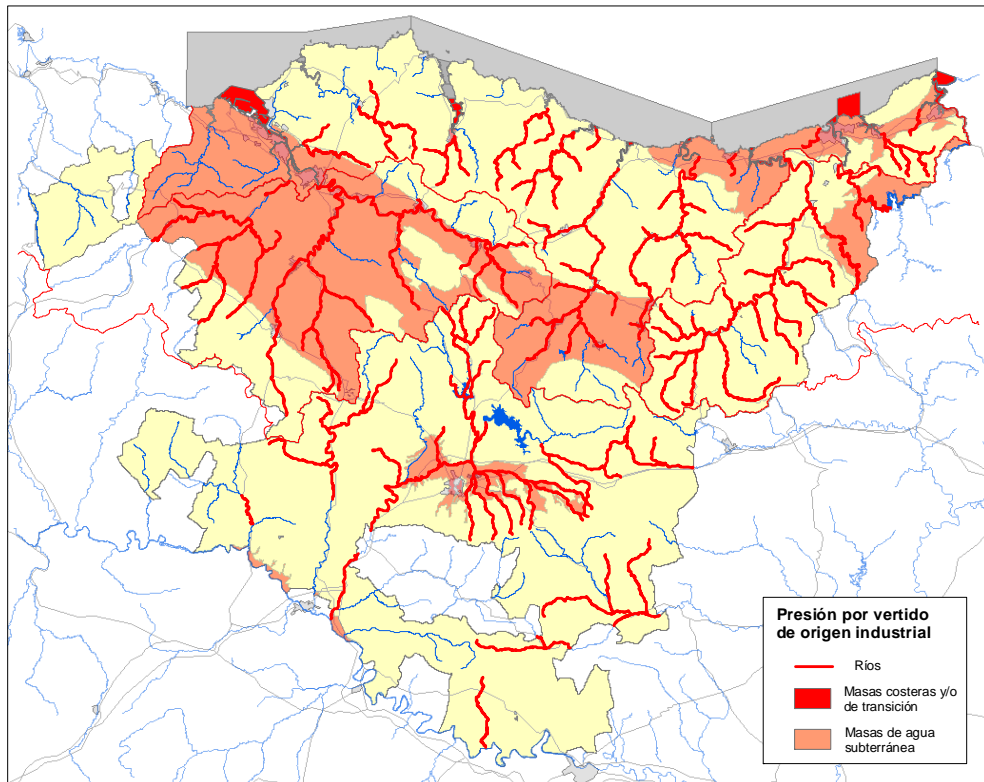 Presión por vertido
de origen industrial
Ríos
Masas costeras y/o
de transición
Masas de agua
subterránea